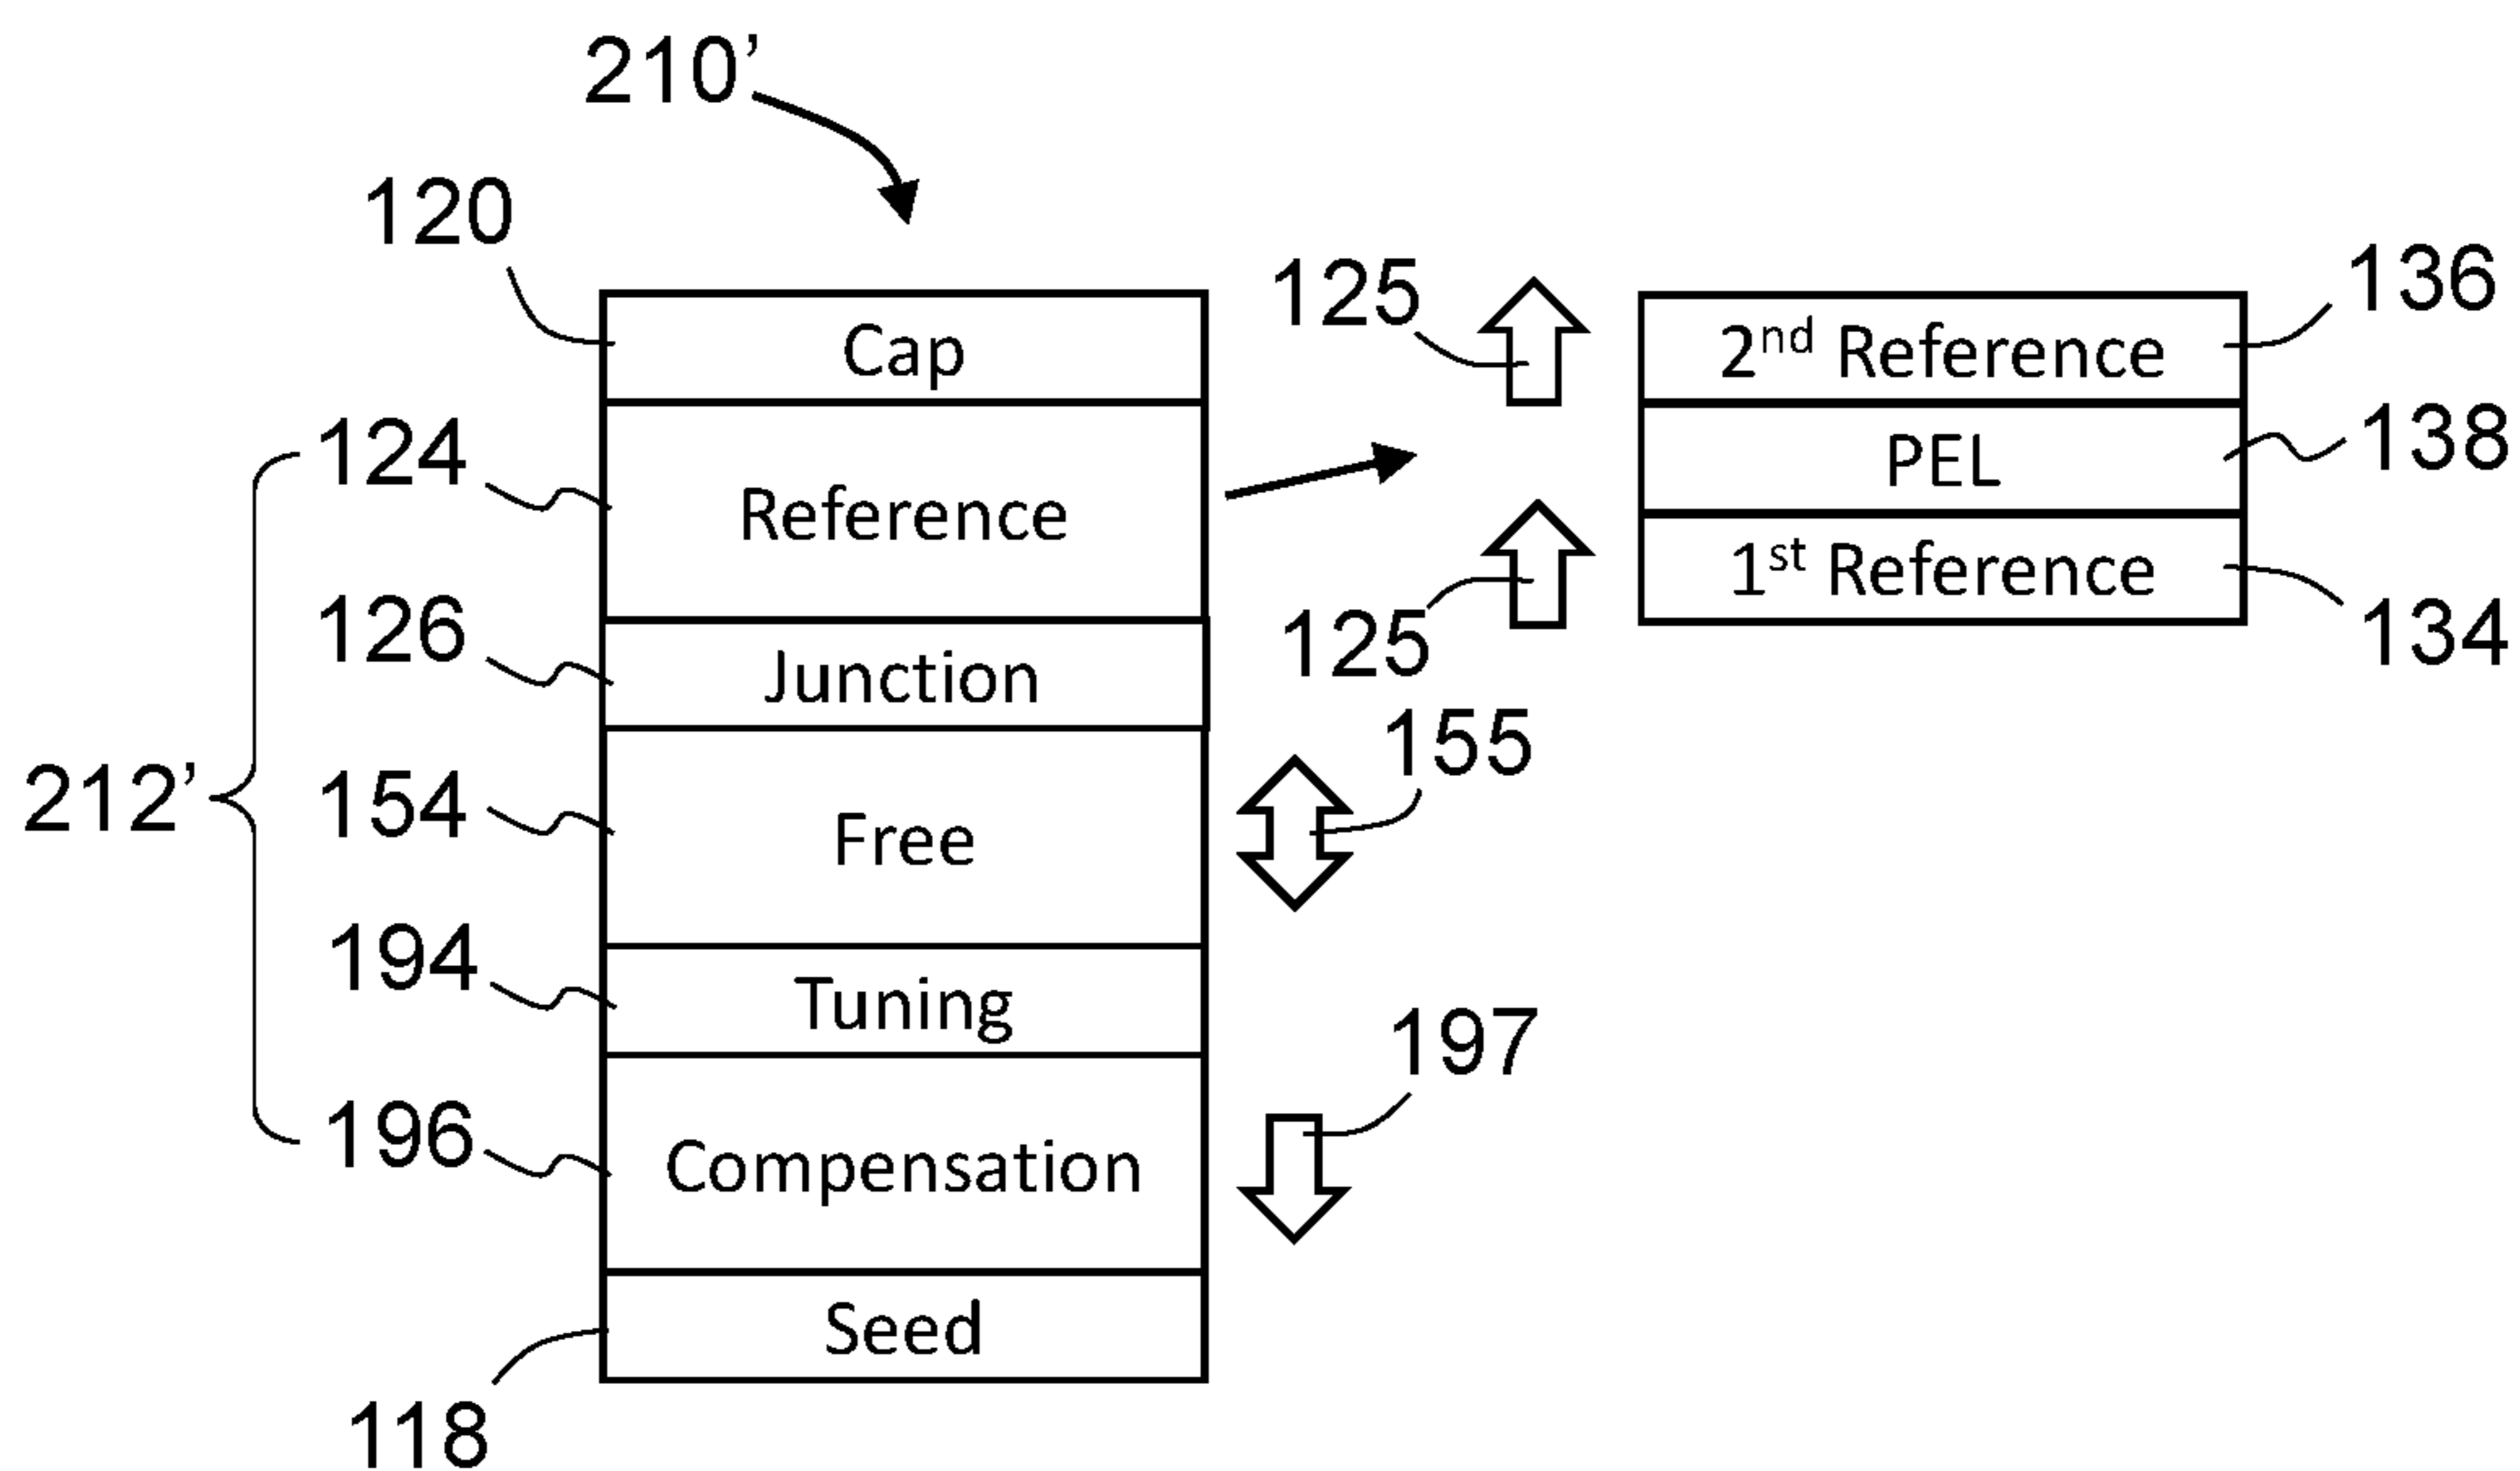 210’
120
Cap
125
2nd Reference
136
124
Reference
PEL
138
126
Junction
125
1st Reference
134
212’
154
Free
155
194
Tuning
196
Compensation
197
Seed
118